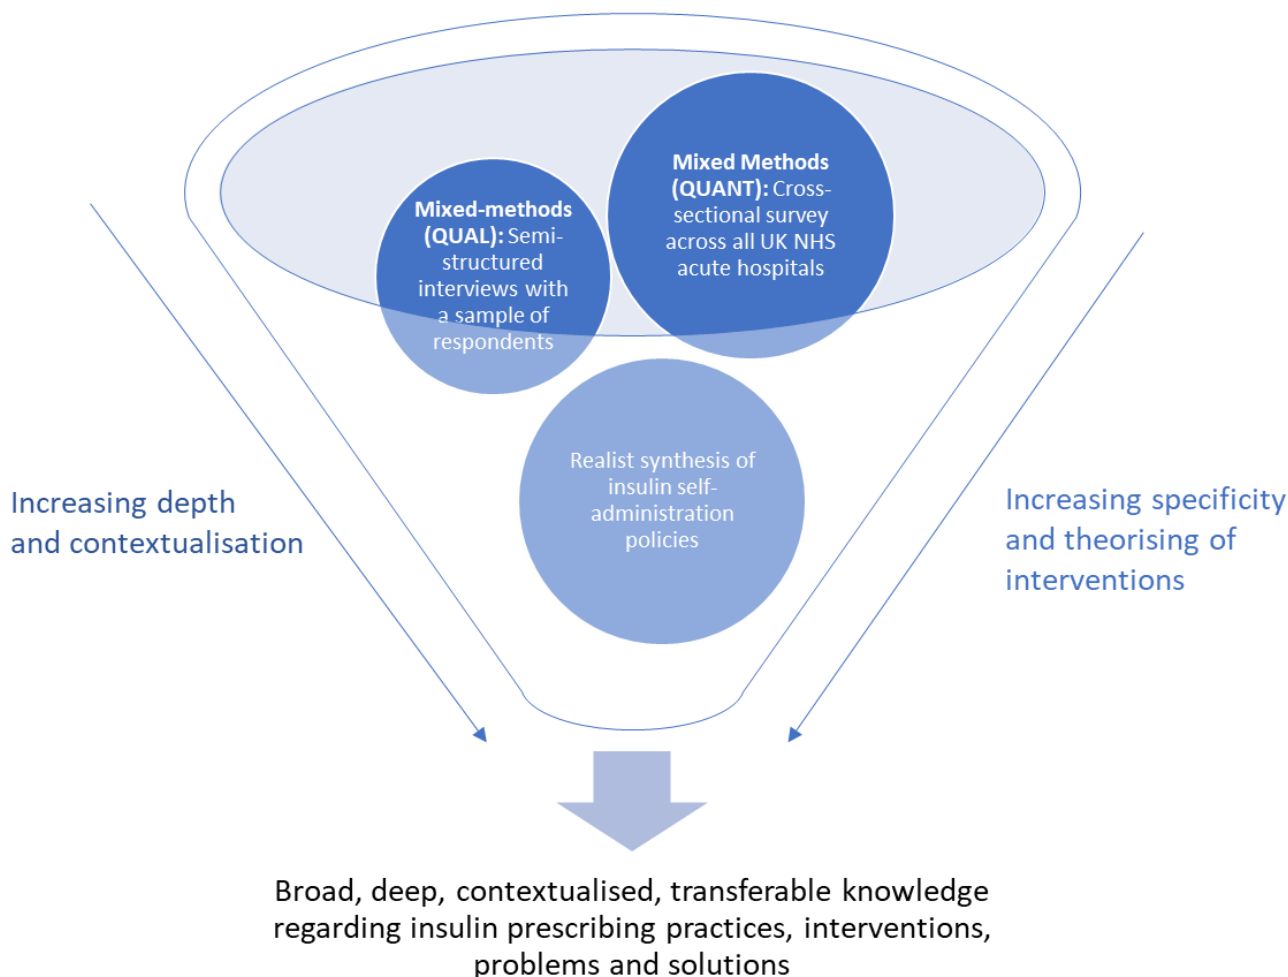 Mixed Methods
(QUANT): Cross-
sectional survey
across all UK NHS
acute hospitals
Mixed-methods
(QUAL): Semi-
structured
interviews with
a sample of
respondents
Realist synthesis of
insulin self-
administration
policies
Increasing depth
and contextualisation
Increasing specificity
and theorising of
interventions
Broad, deep, contextualised, transferable knowledge
regarding insulin prescribing practices, interventions,
problems and solutions